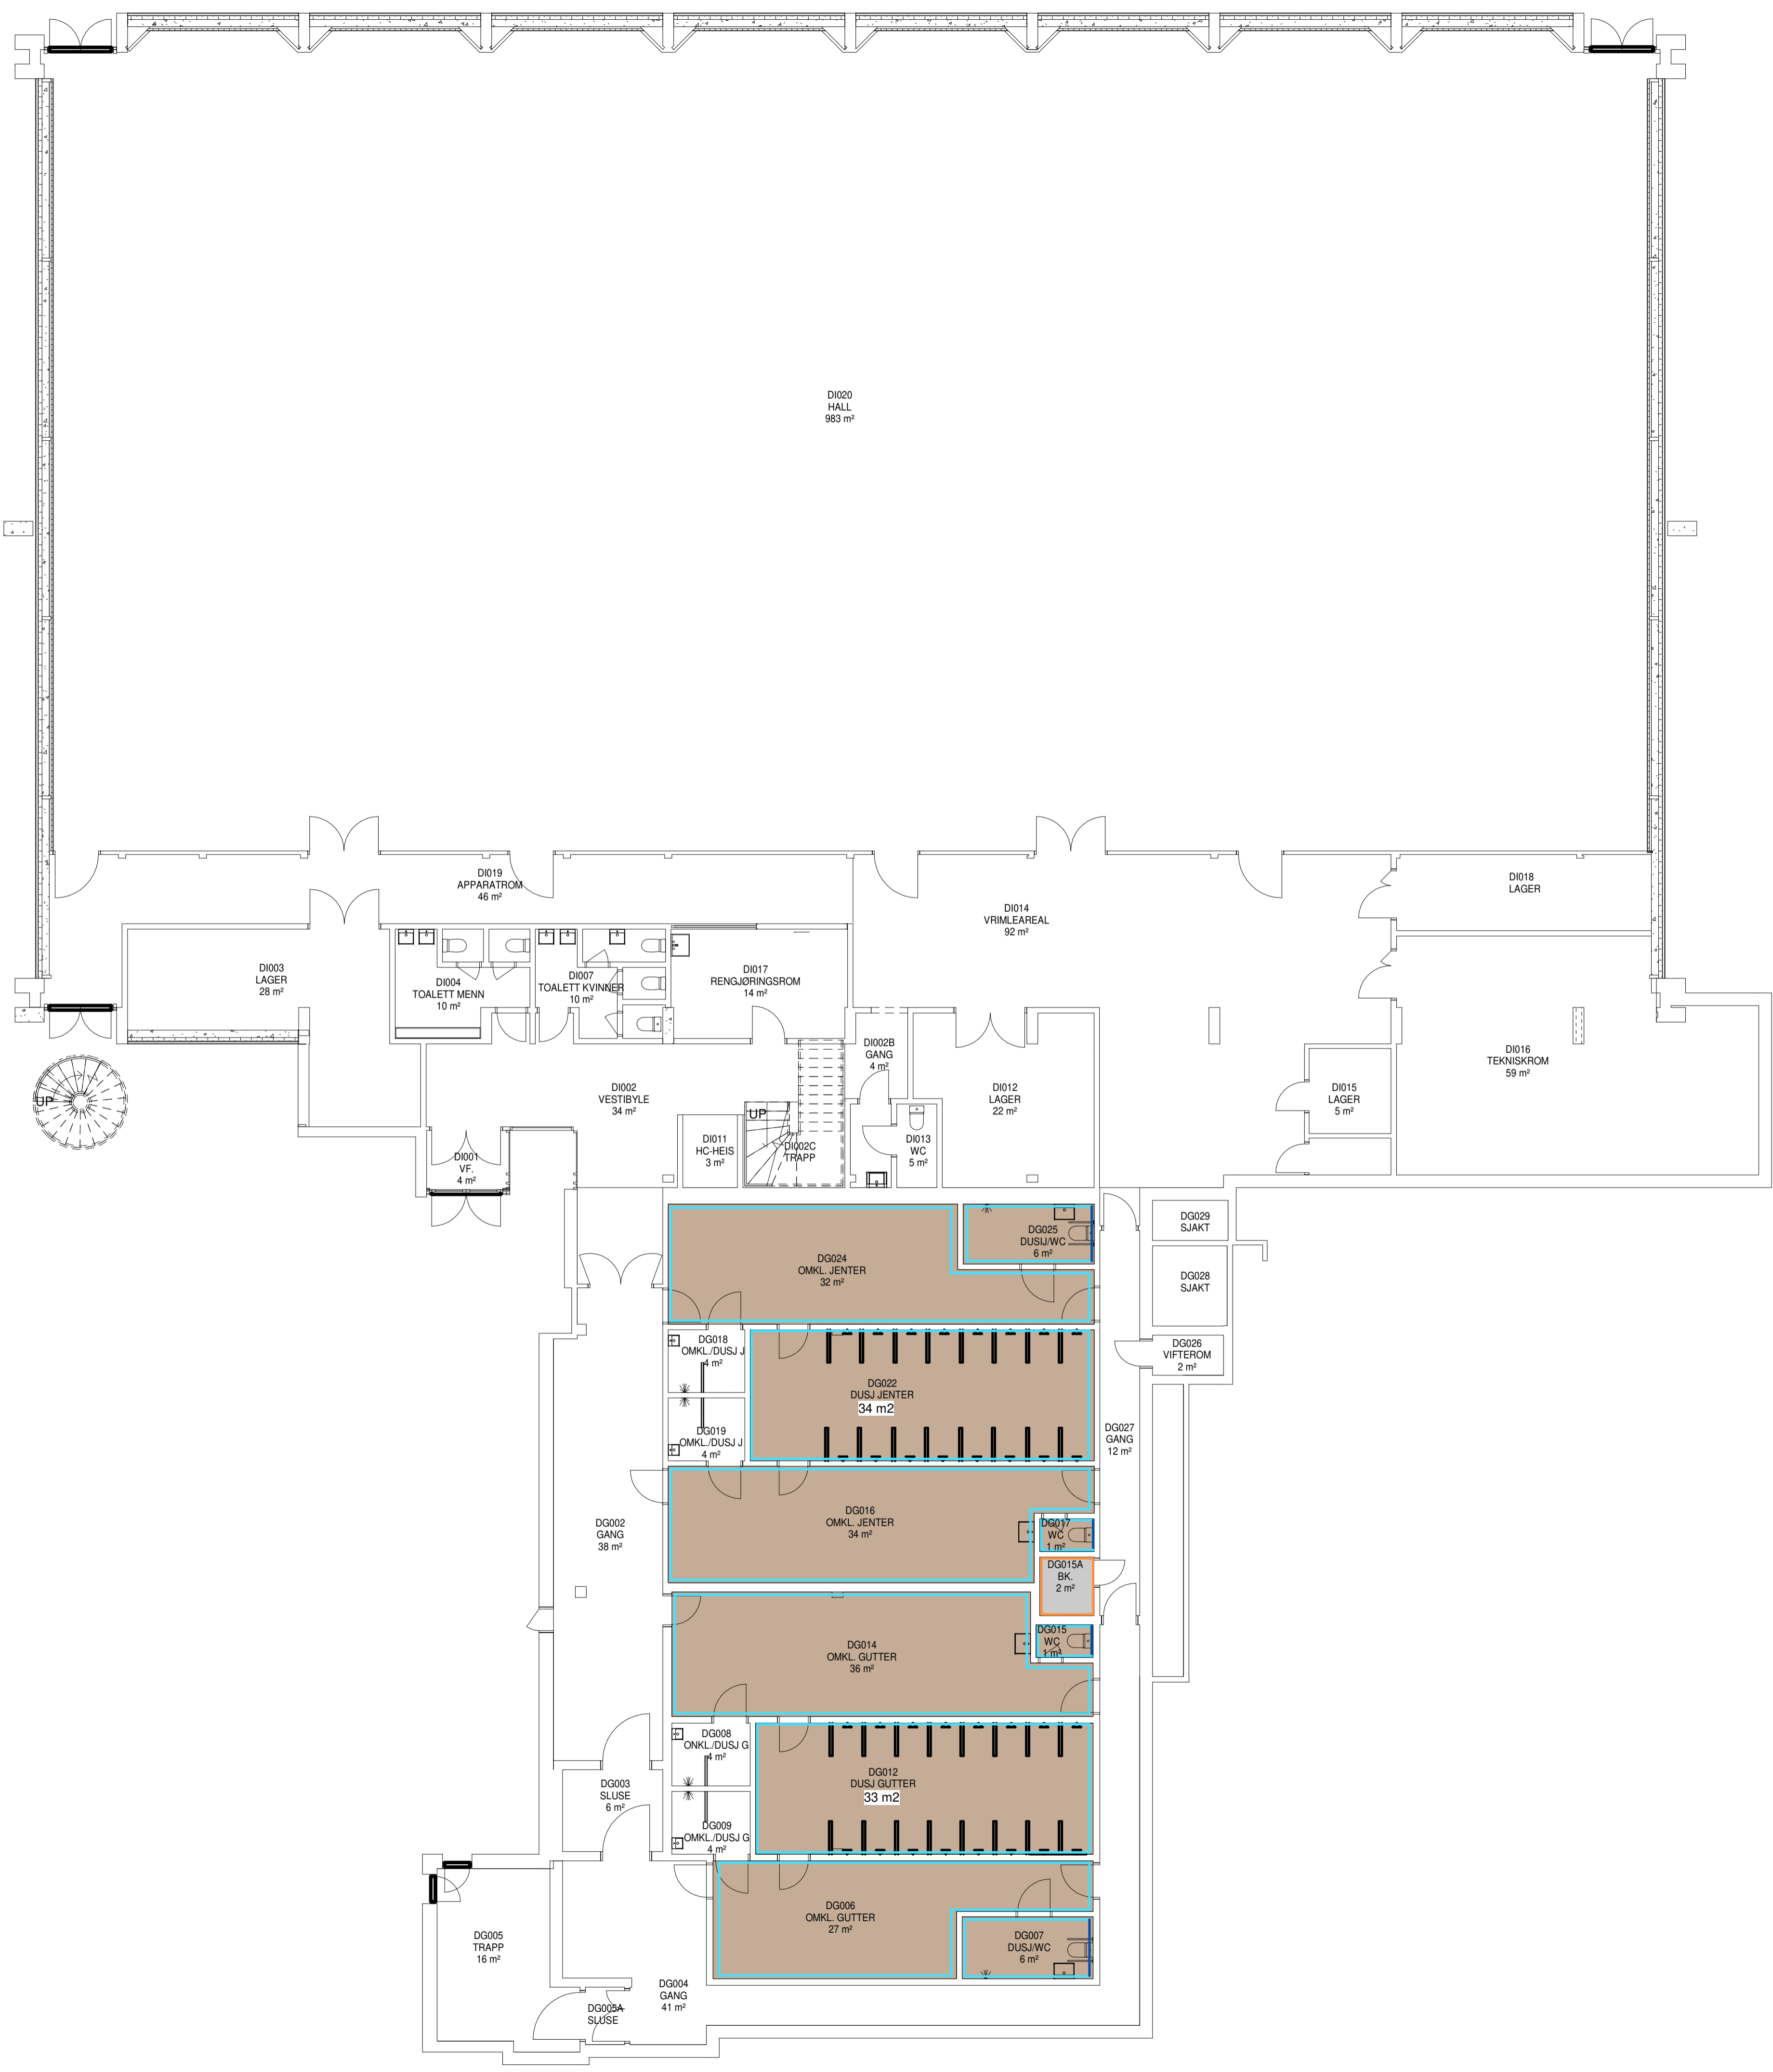 DI020
HALL
983 m²
DI019
APPARATROM
46 m²
DI018
LAGER
DI014
VRIMLEAREAL
92 m²
DI003
LAGER
28 m²
DI004
TOALETT MENN
10 m²
DI007
TOALETT KVINNER
10 m²
DI017
RENGJØRINGSROM
14 m²
DI002B
GANG
4 m²
DI016
TEKNISKROM
59 m²
DI002
VESTIBYLE
34 m²
DI012
LAGER
22 m²
DI015
LAGER
5 m²
UP
UP
DI001
VF.
4 m²
DI011
HC-HEIS
3 m²
DI002C
TRAPP
DI013
WC
5 m²
DG029
SJAKT
DG025
DUSIJ/WC
6 m²
DG024
OMKL. JENTER
32 m²
DG028
SJAKT
DG018
OMKL./DUSJ J
4 m²
DG026
VIFTEROM
2 m²
DG022
DUSJ JENTER
34 m2
DG019
OMKL./DUSJ J
4 m²
DG027
GANG
12 m²
DG002
GANG
38 m²
DG016
OMKL. JENTER
34 m²
DG017
WC
1 m²
DG015A
BK.
2 m²
DG014
OMKL. GUTTER
36 m²
DG015
WC
1 m²
DG008
ONKL./DUSJ G
4 m²
DG003
SLUSE
6 m²
DG012
DUSJ GUTTER
33 m2
DG009
OMKL./DUSJ G
4 m²
DG006
OMKL. GUTTER
27 m²
DG005
TRAPP
16 m²
DG007
DUSJ/WC
6 m²
DG004
GANG
41 m²
DG005A
SLUSE